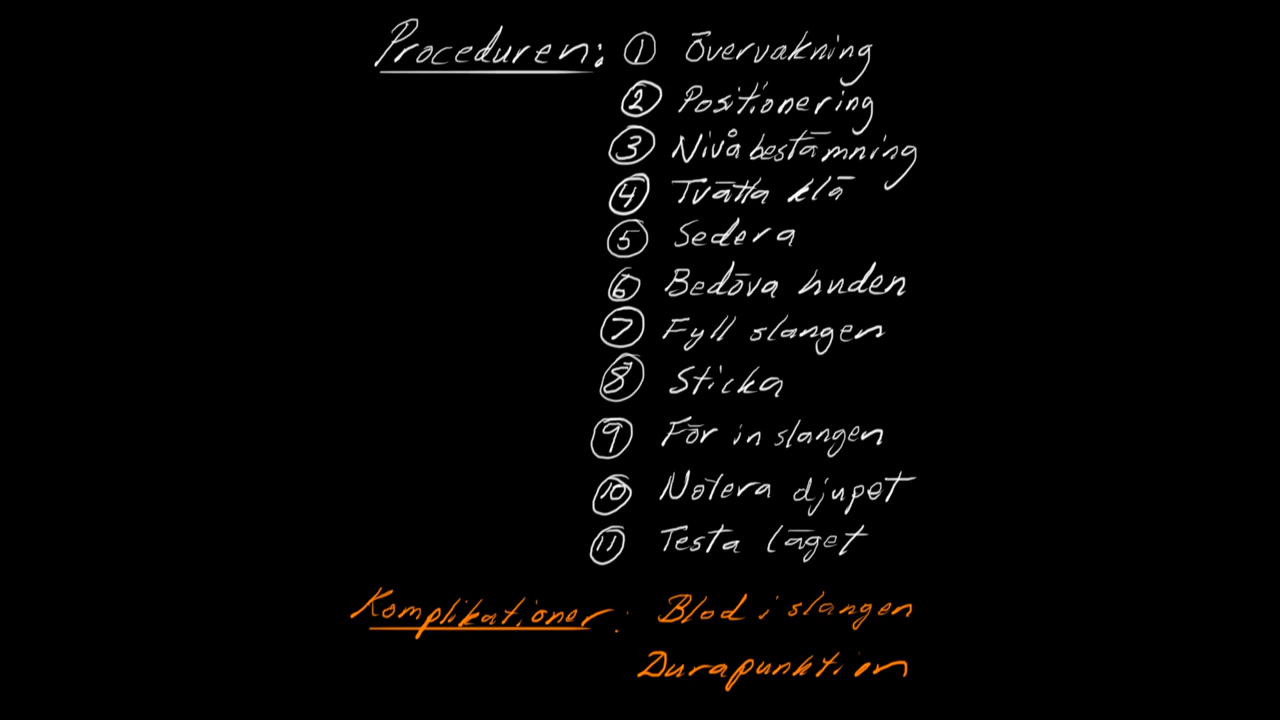 Proceduren: ① Övervakning
② Positionering
③ Nivåbestämning
④ Tvätta klä
⑤ Sedera
⑥ Bedöva huden
⑦ Fyll slangen
⑧ Sticka
⑨ För in slangen
⑩ Notera djupet
⑪ Testa läget
Komplikationer: Blod i slangen
Durapunktion